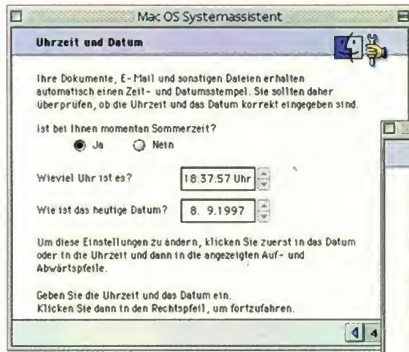 Mac OS Systemassistent
Uhrzeit und Datum
Ihre Dokumente, E-Mail und sonstigen Dateien erhalten
automatisch einen Zeit- und Datumsstempel. Sie sollten daher
überprüfen, ob die Uhrzeit und das Datum korrekt eingegeben sind.
Ist bei Ihnen momentan Sommerzeit?
Ja Nein
Wieviel Uhr ist es? 18:37:57 Uhr
Wie ist das heutige Datum? 8. 9.1997
Um diese Einstellungen zu ändern, klicken Sie zuerst in das Datum
oder in die Uhrzeit und dann in die angezeigten Auf- und
Abwärtspfeile.
Geben Sie die Uhrzeit und das Datum ein.
Klicken Sie dann in den Rechtspfeil, um fortzufahren.
4